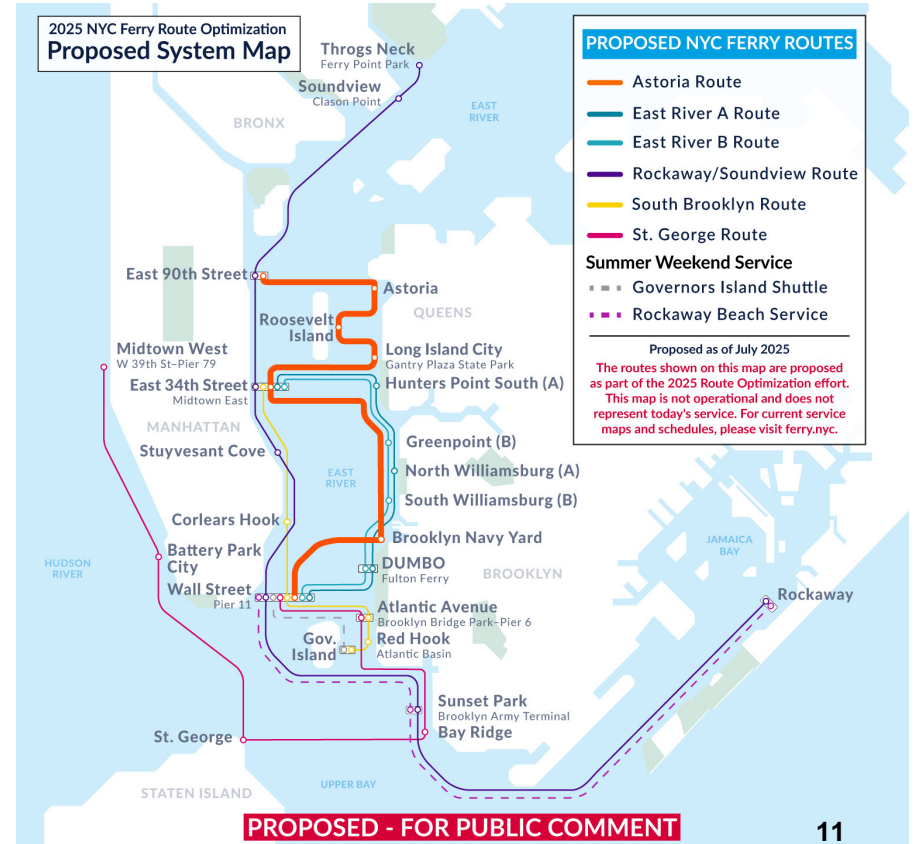 2025 NYC Ferry Route Optimization
Proposed System Map
Throgs Neck
Ferry Point Park
Soundview
Clason Point
EAST
RIVER
BRONX
PROPOSED NYC FERRY ROUTES
Astoria Route
East River A Route
East River B Route
Rockaway/Soundview Route
South Brooklyn Route
St. George Route
Summer Weekend Service
Governors Island Shuttle
Rockaway Beach Service
Proposed as of July 2025
The routes shown on this map are proposed
as part of the 2025 Route Optimization effort.
This map is not operational and does not
represent today's service. For current service
maps and schedules, please visit ferry.nyc.
East 90th Street
Astoria
QUEENS
Roosevelt
Island
Midtown West
W 39th St–Pier 79
Long Island City
Gantry Plaza State Park
East 34th Street
Midtown East
Hunters Point South (A)
MANHATTAN
Stuyvesant Cove
Greenpoint (B)
EAST
RIVER
North Williamsburg (A)
South Williamsburg (B)
Corlears Hook
Brooklyn Navy Yard
Battery Park
City
HUDSON
RIVER
DUMBO
Fulton Ferry
BROOKLYN
JAMAICA
BAY
Wall Street
Pier 11
Rockaway
Atlantic Avenue
Brooklyn Bridge Park–Pier 6
Gov.
Island
Red Hook
Atlantic Basin
Sunset Park
Brooklyn Army Terminal
Bay Ridge
St. George
UPPER BAY
STATEN ISLAND
PROPOSED - FOR PUBLIC COMMENT
11